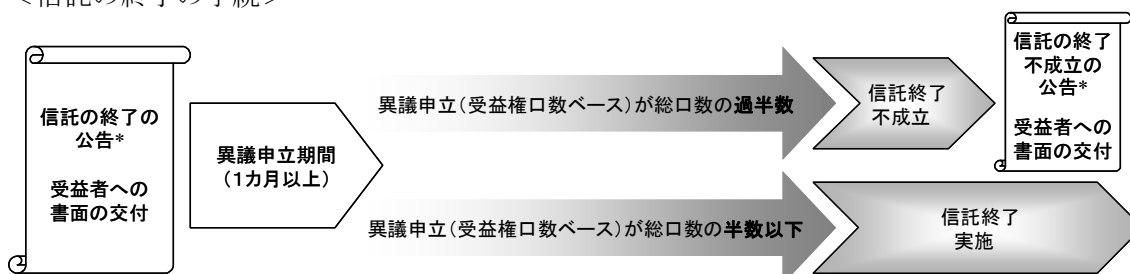 <信託の終了の手続>
信託の終了の
公告*
受益者への
書面の交付
異議申立期間
(1カ月以上)
異議申立(受益権口数ベース)が総口数の過半数
信託終了
不成立
信託の終了
不成立の
公告*
受益者への
書面の交付
異議申立(受益権口数ベース)が総口数の半数以下
信託終了
実施